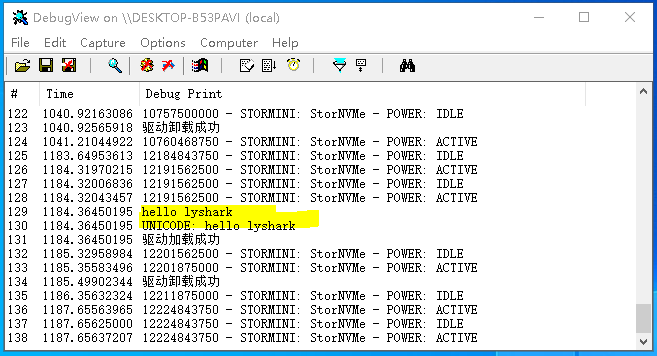 DebugView on \\DESKTOP-B53PAVI (local)
File Edit Capture Options Computer Help
# Time Debug Print
122 1040.92163086 10757500000 - STORMINI: StorNVMe - POWER: IDLE
123 1040.92565918 驱动卸载成功
124 1041.21044922 10760468750 - STORMINI: StorNVMe - POWER: ACTIVE
125 1183.64953613 12184843750 - STORMINI: StorNVMe - POWER: IDLE
126 1184.31970215 12191562500 - STORMINI: StorNVMe - POWER: ACTIVE
127 1184.32006836 12191562500 - STORMINI: StorNVMe - POWER: IDLE
128 1184.32043457 12191562500 - STORMINI: StorNVMe - POWER: ACTIVE
129 1184.36450195 hello lyshark
130 1184.36450195 UNICODE: hello lyshark
131 1184.36450195 驱动加载成功
132 1185.32958984 12201562500 - STORMINI: StorNVMe - POWER: IDLE
133 1185.33583496 12201875000 - STORMINI: StorNVMe - POWER: ACTIVE
134 1185.49902344 驱动卸载成功
135 1186.35632324 12211875000 - STORMINI: StorNVMe - POWER: IDLE
136 1187.65563965 12224843750 - STORMINI: StorNVMe - POWER: ACTIVE
137 1187.65625000 12224843750 - STORMINI: StorNVMe - POWER: IDLE
138 1187.65637207 12224843750 - STORMINI: StorNVMe - POWER: ACTIVE